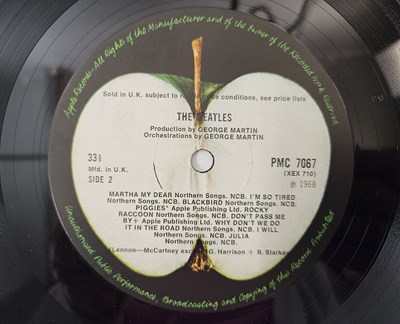 Apple Records. All Rights of the Manufacturer and of the Owner of the Recorded Work Reserved
Sold in U.K. subject to re conditions, see price lists
THE BEATLES
Production by GEORGE MARTIN
Orchestrations by GEORGE MARTIN
33⅓
Mfd. in U.K.
SIDE 2
PMC 7067
(XEX 710)
℗ 1968
MARTHA MY DEAR Northern Songs. NCB. I'M SO TIRED
Northern Songs. NCB. BLACKBIRD Northern Songs. NCB.
PIGGIES* Apple Publishing Ltd. ROCKY
RACCOON Northern Songs. NCB. DON'T PASS ME
BY+ Apple Publishing Ltd. WHY DON'T WE DO
IT IN THE ROAD Northern Songs. NCB. I WILL
Northern Songs. NCB. JULIA
Northern Songs. NCB.
(Lennon—McCartney exc G. Harrison + R. Starkey
Unauthorised Public Performance, Broadcasting and Copying of this Record Prohibited